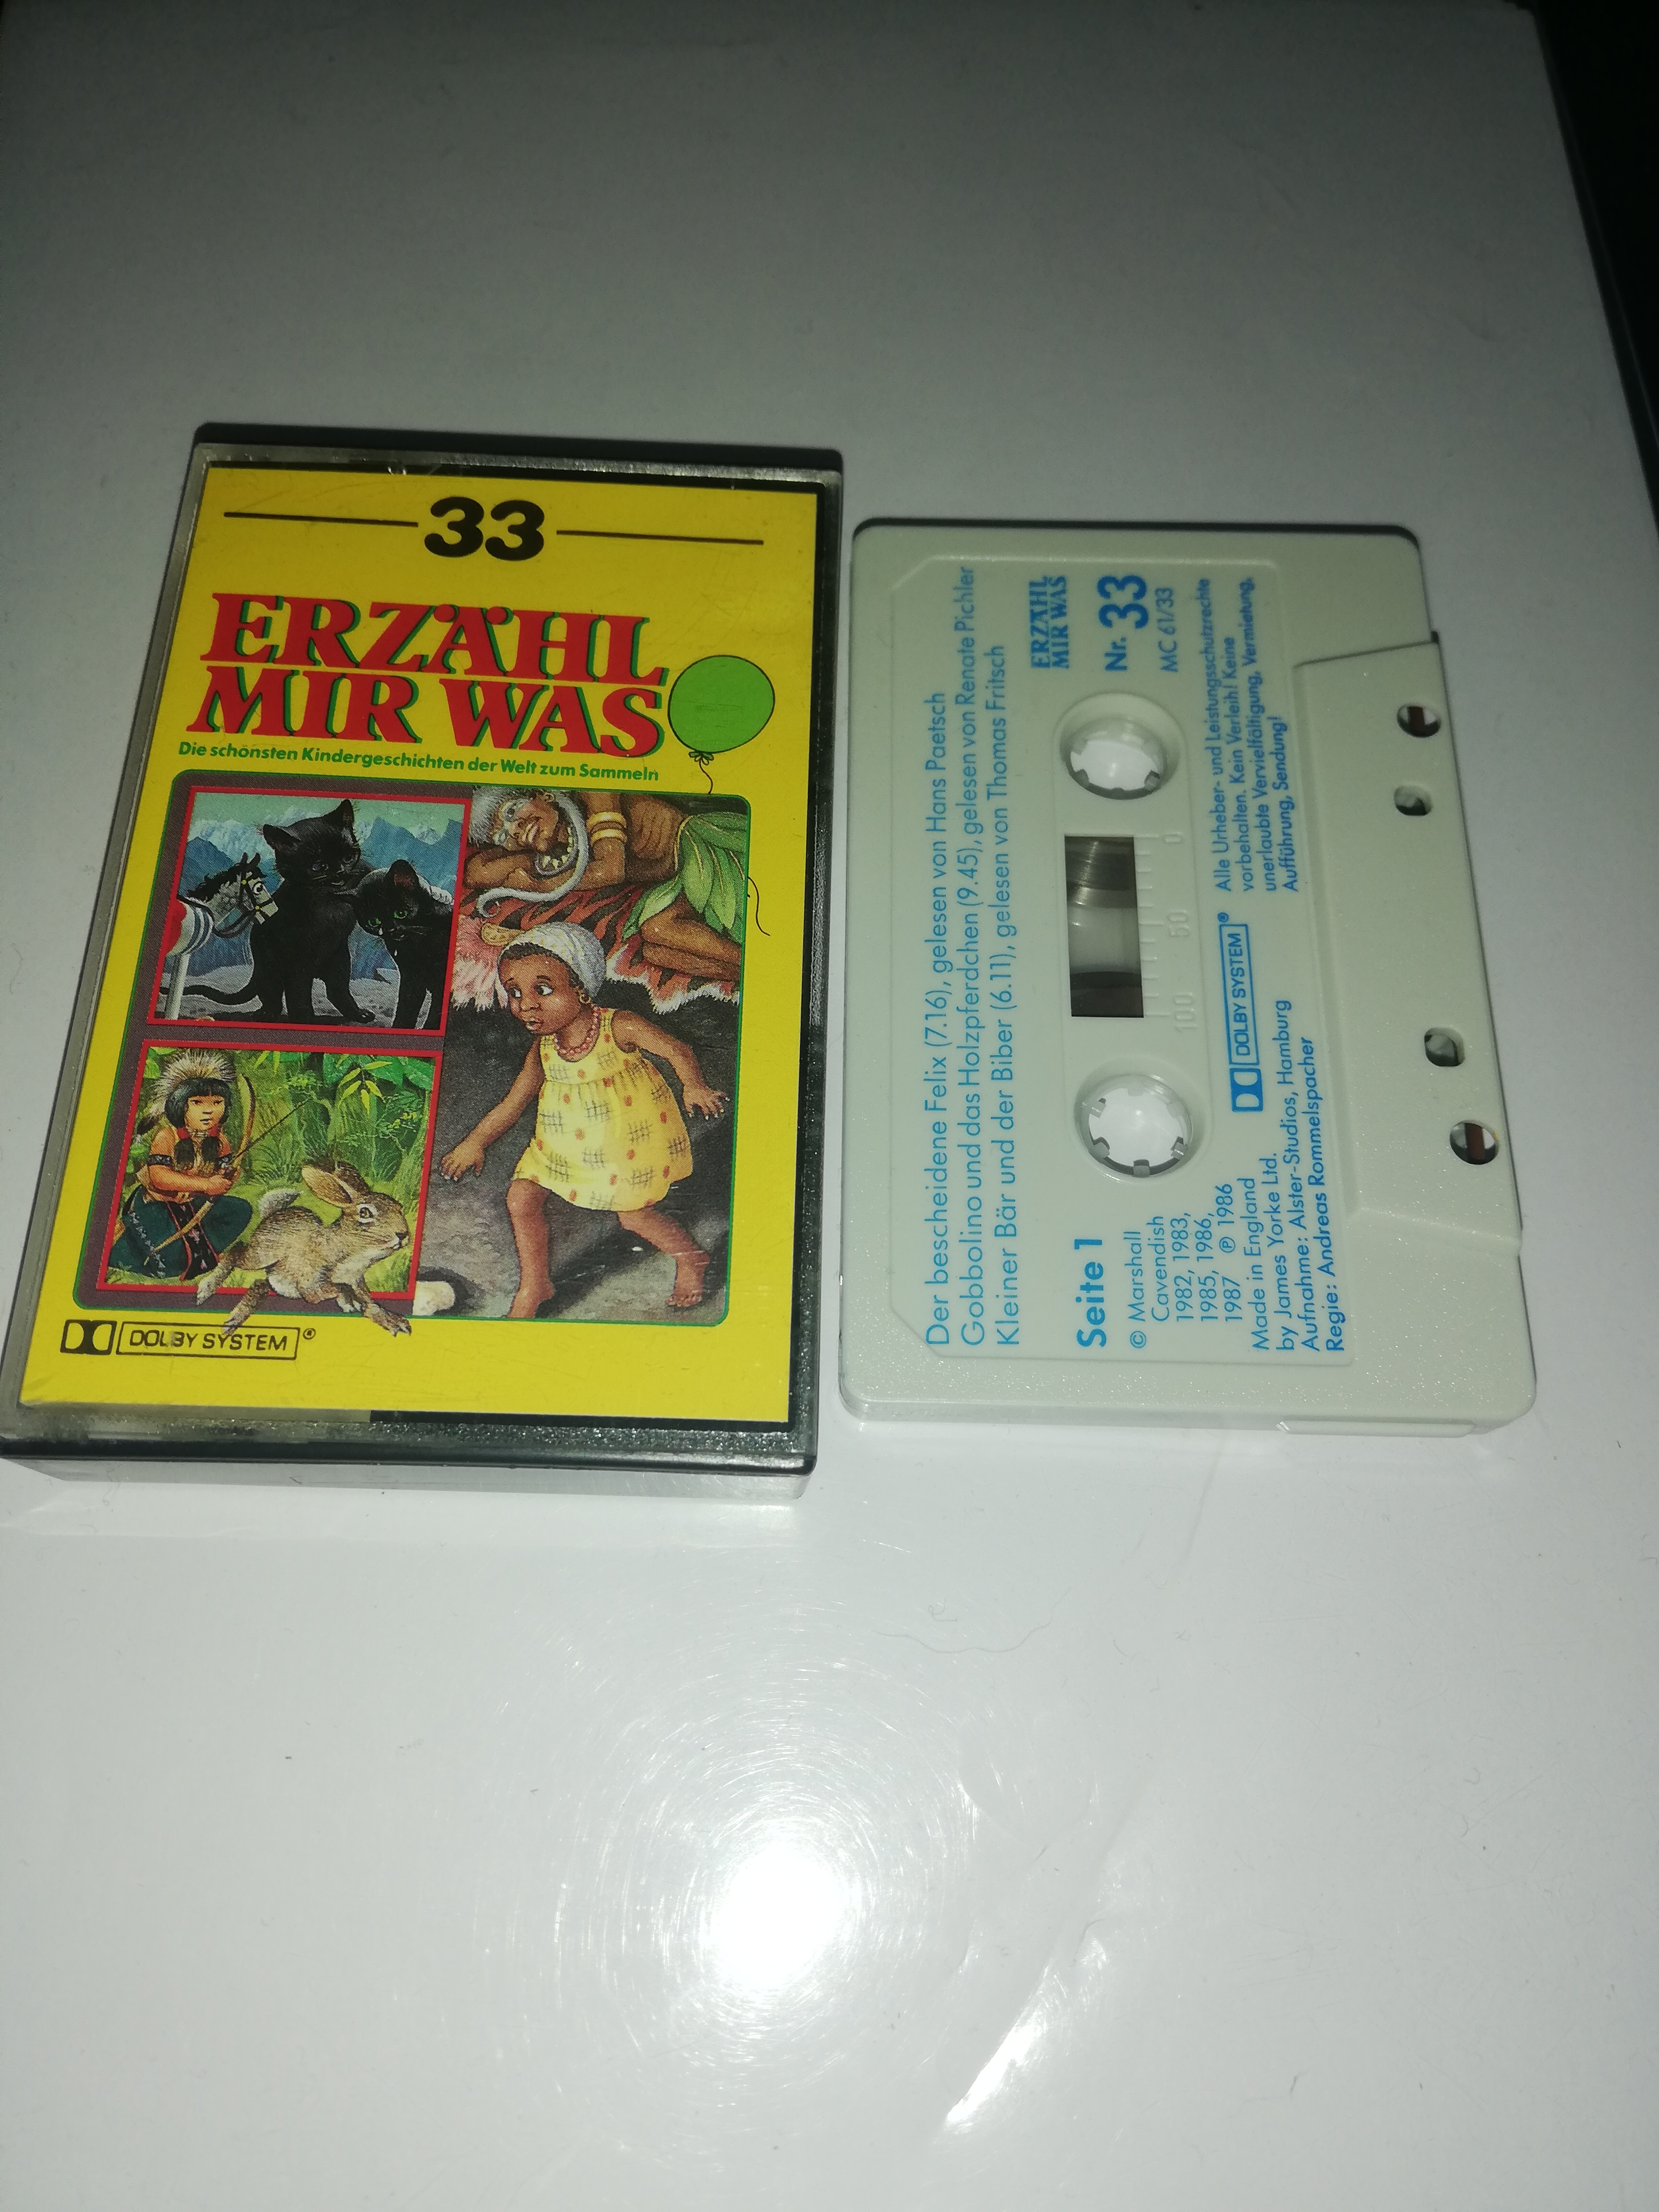 33
ERZÄHL
MIR WAS
Die schönsten Kindergeschichten der Welt zum Sammeln
DOLBY SYSTEM®
Der bescheidene Felix (7.16), gelesen von Hans Paetsch
Gobbolino und das Holzpferdchen (9.45), gelesen von Renate Pichler
Kleiner Bär und der Biber (6.11), gelesen von Thomas Fritsch
ERZÄHL
MIR WAS
Seite 1
Nr. 33
MC 61/33
© Marshall
Cavendish
1982, 1983,
1985, 1986,
1987 ℗ 1986
100 50 0
Made in England
by James Yorke Ltd.
Aufnahme: Alster-Studios, Hamburg
Regie: Andreas Rommelspacher
DOLBY SYSTEM®
Alle Urheber- und Leistungsschutzrechte
vorbehalten. Kein Verleih! Keine
unerlaubte Vervielfältigung, Vermietung,
Aufführung, Sendung!